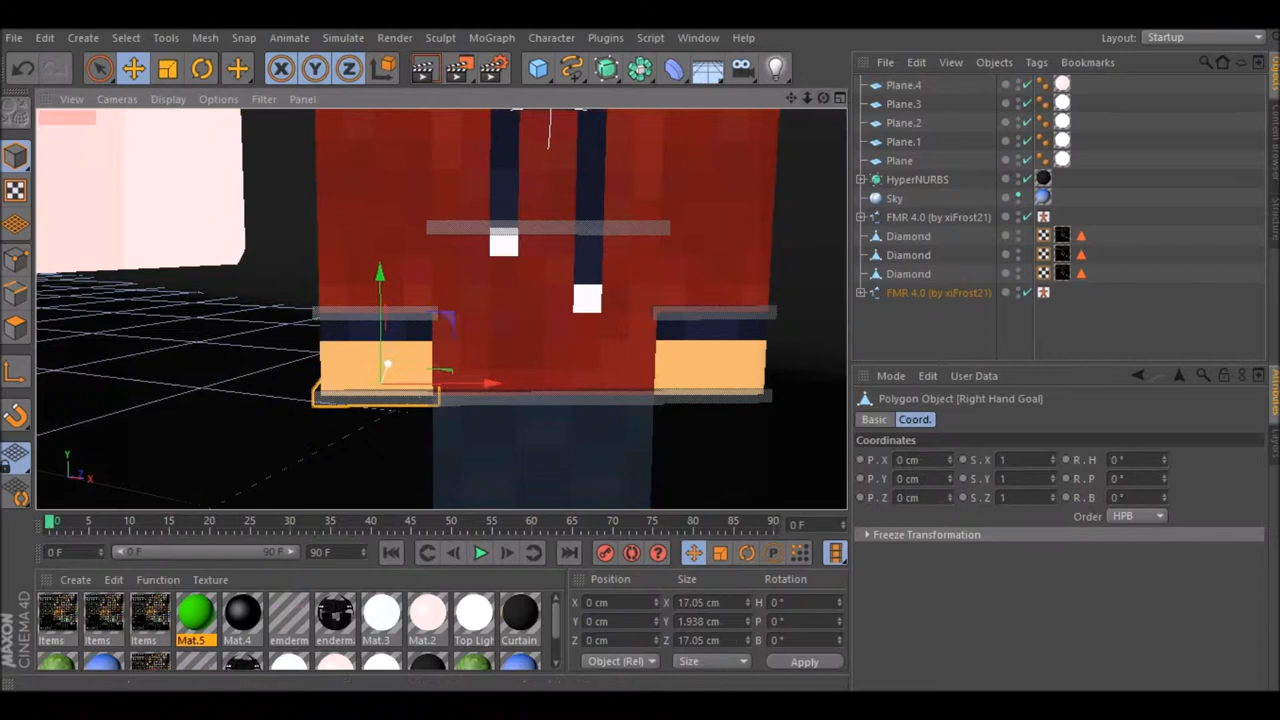 File Edit Create Select Tools Mesh Snap Animate Simulate Render Sculpt MoGraph Character Plugins Script Window Help Layout: Startup
X Y Z
File Edit View Objects Tags Bookmarks
View Cameras Display Options Filter Panel
Plane.4
Plane.3
Plane.2
Plane.1
Plane
HyperNURBS
Sky
FMR 4.0 (by xiFrost21)
Diamond
Diamond
Diamond
FMR 4.0 (by xiFrost21)
Mode Edit User Data
Polygon Object [Right Hand Goal]
Basic Coord.
Coordinates
P . X 0 cm S . X 1 R . H 0 °
P . Y 0 cm S . Y 1 R . P 0 °
P . Z 0 cm S . Z 1 R . B 0 °
Order HPB
Freeze Transformation
Y
Z X
0 5 10 15 20 25 30 35 40 45 50 55 60 65 70 75 80 85 90 0 F
0 F 0 F 90 F 90 F
Create Edit Function Texture
Position Size Rotation
X 0 cm X 17.05 cm H 0 °
Y 0 cm Y 1.938 cm P 0 °
Z 0 cm Z 17.05 cm B 0 °
Object (Rel) Size Apply
Items Items Items Mat.5 Mat.4 emderm enderma Mat.3 Mat.2 Top Ligh Curtain
MAXON
CINEMA4D